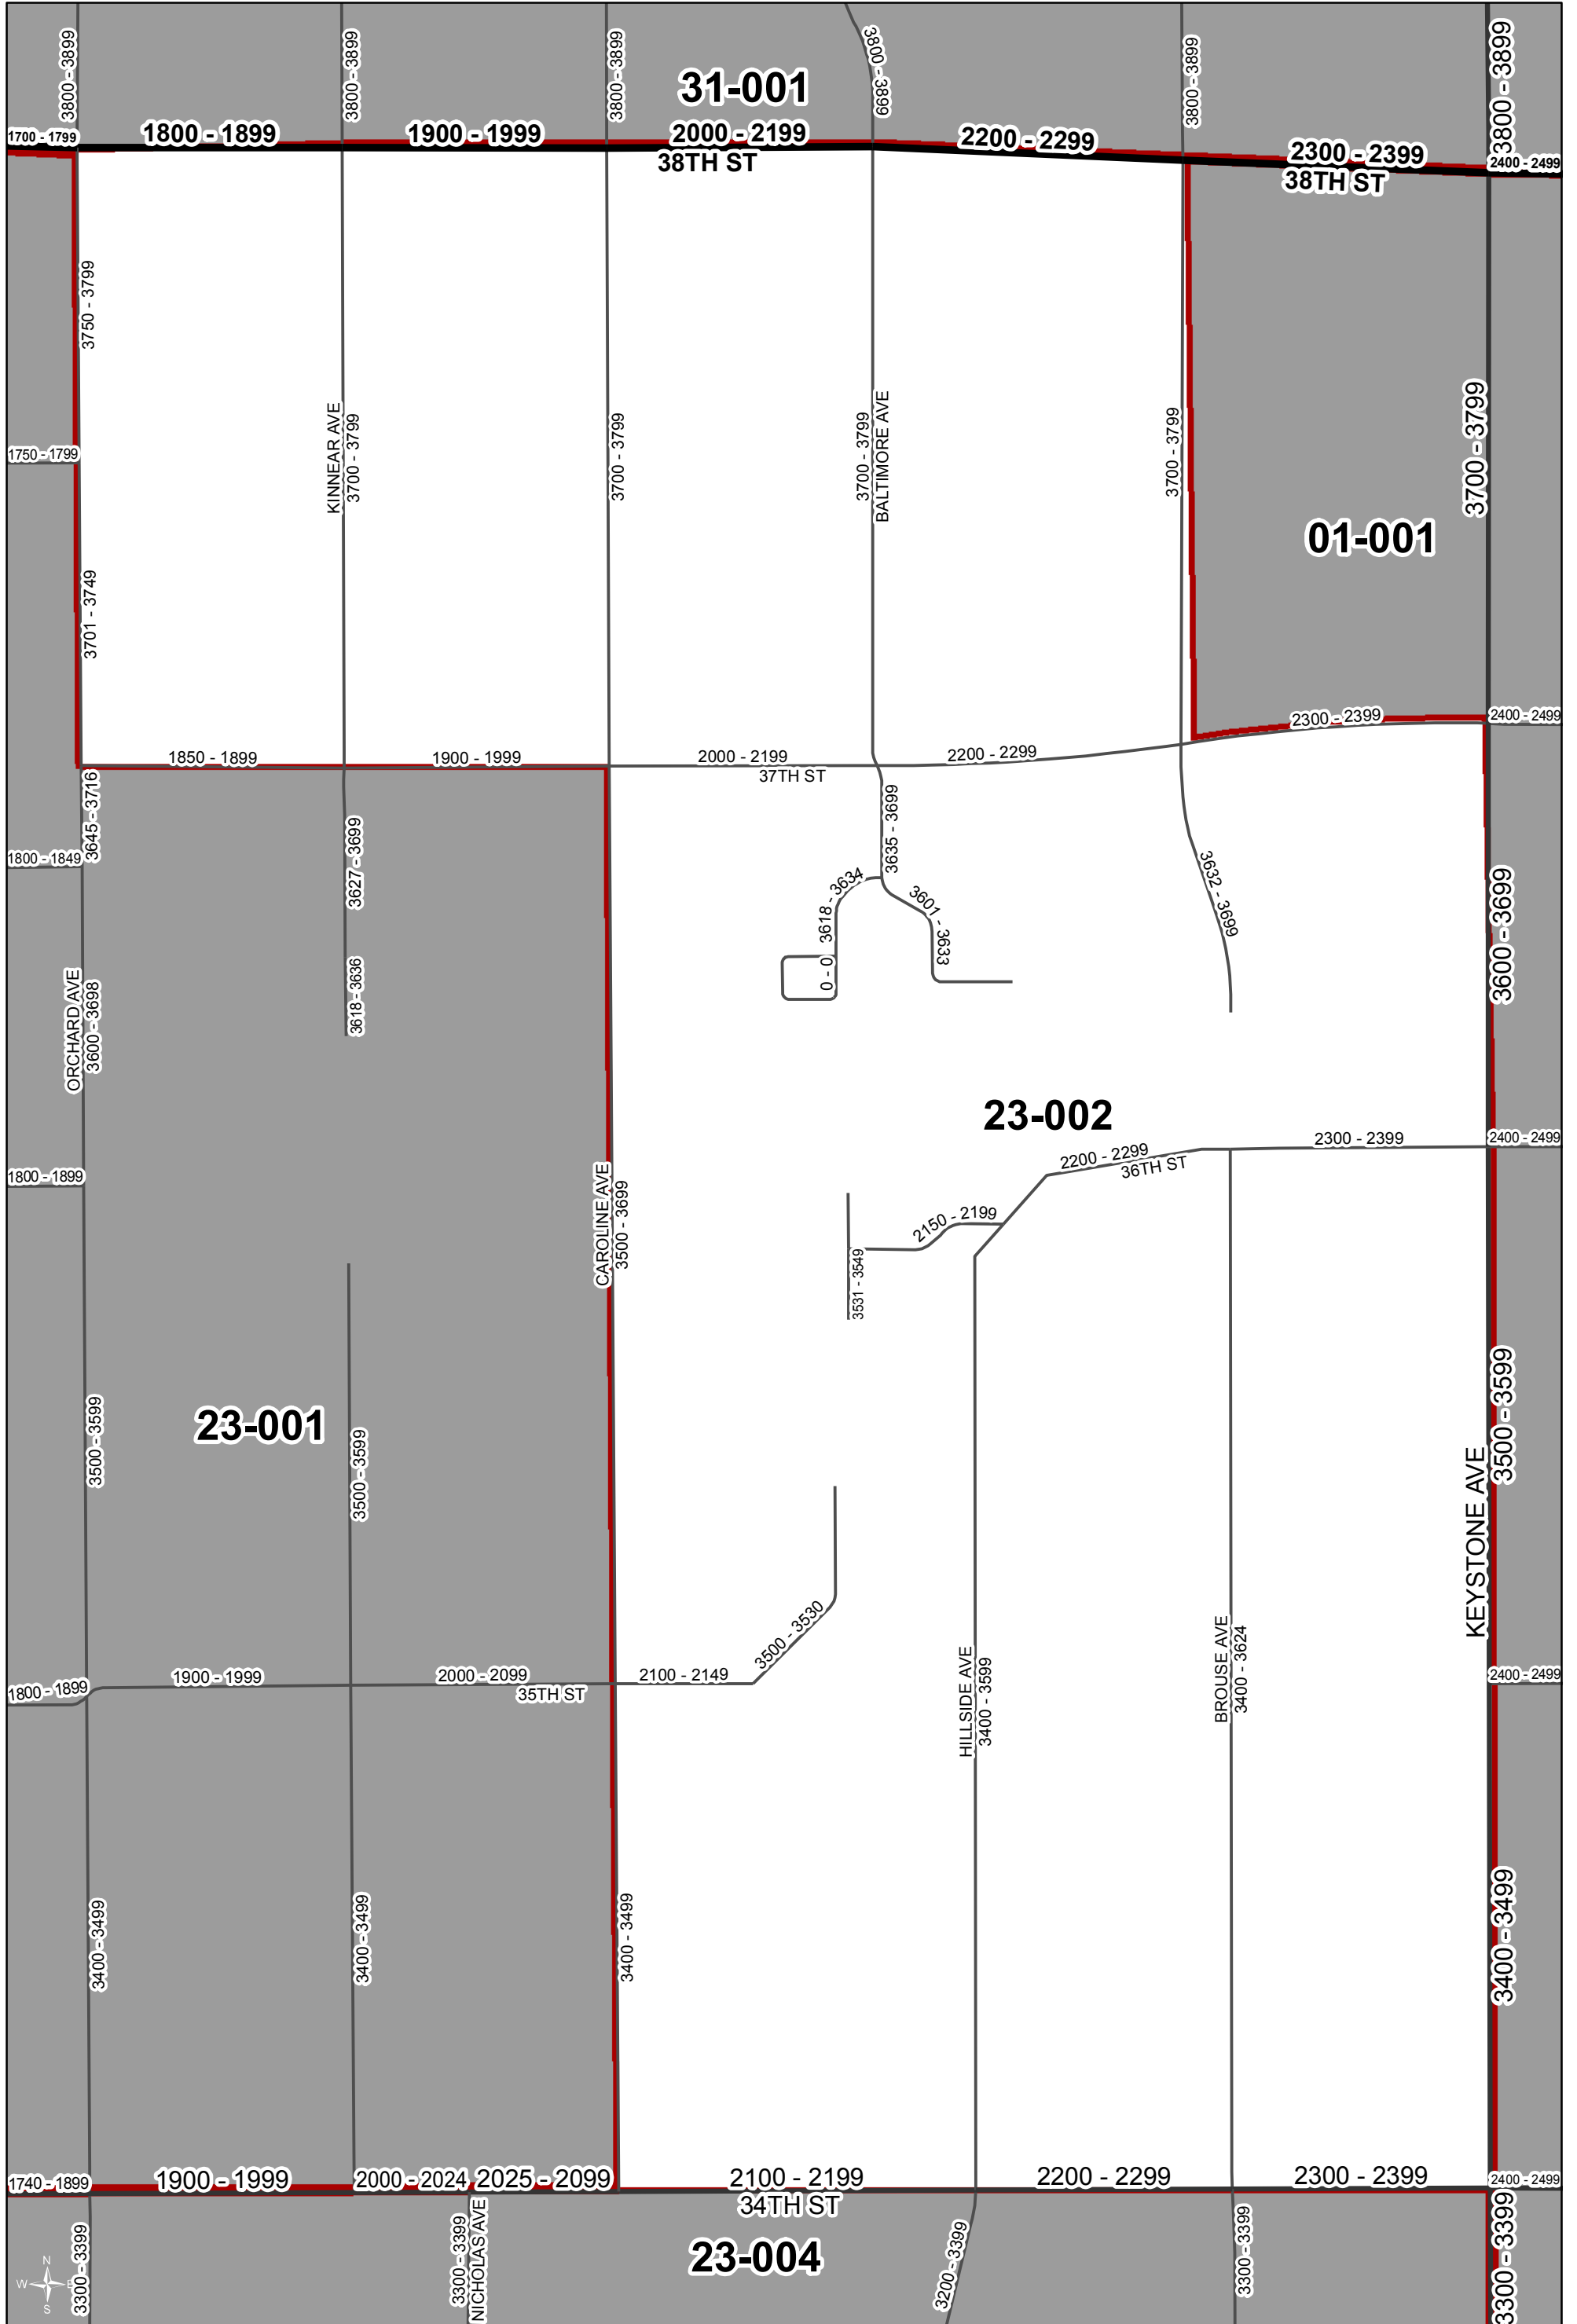 3800 - 3899
3800 - 3899
3800 - 3899
3800 - 3899
3800 - 3899
3800 - 3899
31-001
1700 - 1799
1800 - 1899
1900 - 1999
2000 - 2199
2200 - 2299
2300 - 2399
2400 - 2499
38TH ST
38TH ST
3750 - 3799
1750 - 1799
KINNEAR AVE
3700 - 3799
3700 - 3799
3700 - 3799
BALTIMORE AVE
3700 - 3799
3700 - 3799
01-001
3701 - 3749
1850 - 1899
1900 - 1999
2000 - 2199
37TH ST
2200 - 2299
2300 - 2399
2400 - 2499
3645 - 3716
1800 - 1849
3627 - 3699
3635 - 3699
3618 - 3634
3601 - 3633
0 - 0
3632 - 3699
3600 - 3699
ORCHARD AVE
3600 - 3698
3618 - 3636
23-002
1800 - 1899
CAROLINE AVE
3500 - 3699
2200 - 2299
36TH ST
2300 - 2399
2400 - 2499
2150 - 2199
3531 - 3549
23-001
3500 - 3599
3500 - 3599
3500 - 3599
KEYSTONE AVE
3500 - 3530
HILLSIDE AVE
3400 - 3599
BROUSE AVE
3400 - 3624
1800 - 1899
1900 - 1999
2000 - 2099
35TH ST
2100 - 2149
2400 - 2499
3400 - 3499
3400 - 3499
3400 - 3499
3400 - 3499
1740 - 1899
1900 - 1999
2000 - 2024
2025 - 2099
2100 - 2199
34TH ST
2200 - 2299
2300 - 2399
2400 - 2499
23-004
3300 - 3399
3300 - 3399
NICHOLAS AVE
3200 - 3399
3300 - 3399
3300 - 3399
N
W
E
S